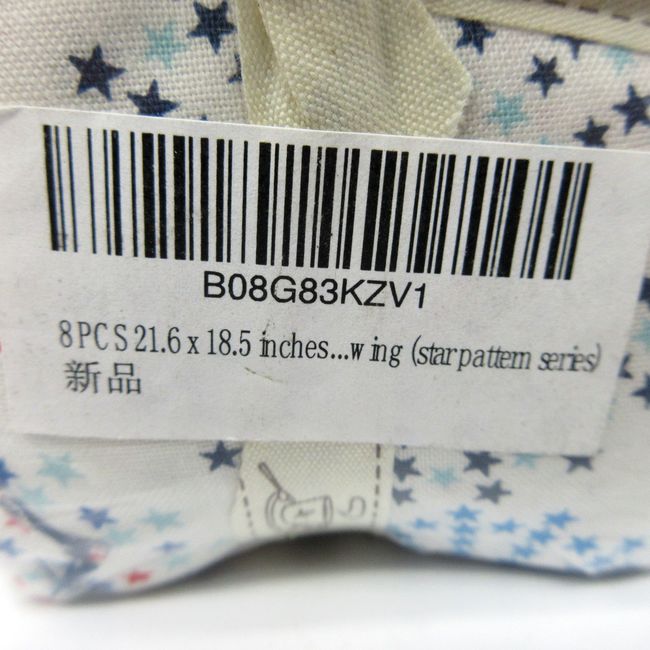 B08G83KZV1
8PCS 21.6 x 18.5 inches...wing (star pattern series)
新品